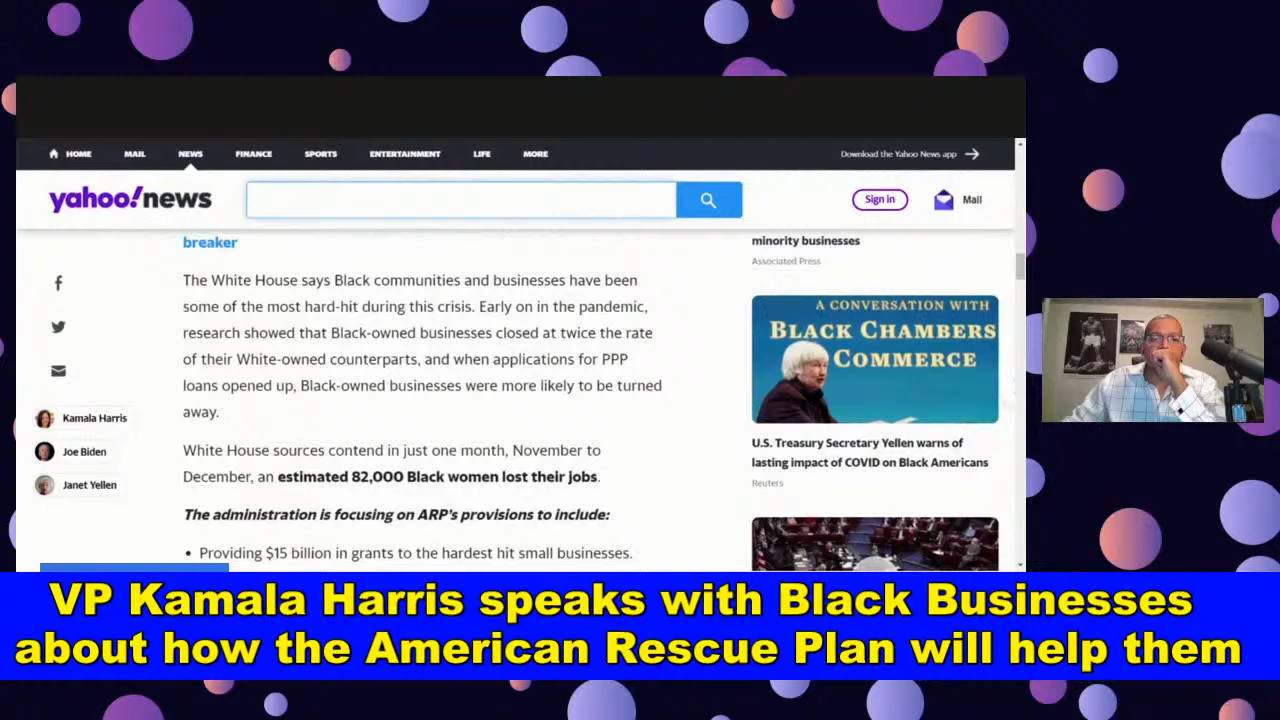 HOME MAIL NEWS FINANCE SPORTS ENTERTAINMENT LIFE MORE Download the Yahoo News app
yahoo!news
Sign in
Mail
breaker
The White House says Black communities and businesses have been
some of the most hard-hit during this crisis. Early on in the pandemic,
research showed that Black-owned businesses closed at twice the rate
of their White-owned counterparts, and when applications for PPP
loans opened up, Black-owned businesses were more likely to be turned
away.
White House sources contend in just one month, November to
December, an estimated 82,000 Black women lost their jobs.
The administration is focusing on ARP's provisions to include:
• Providing $15 billion in grants to the hardest hit small businesses.
Kamala Harris
Joe Biden
Janet Yellen
minority businesses
Associated Press
A CONVERSATION WITH
BLACK CHAMBERS
COMMERCE
U.S. Treasury Secretary Yellen warns of
lasting impact of COVID on Black Americans
Reuters
VP Kamala Harris speaks with Black Businesses
about how the American Rescue Plan will help them